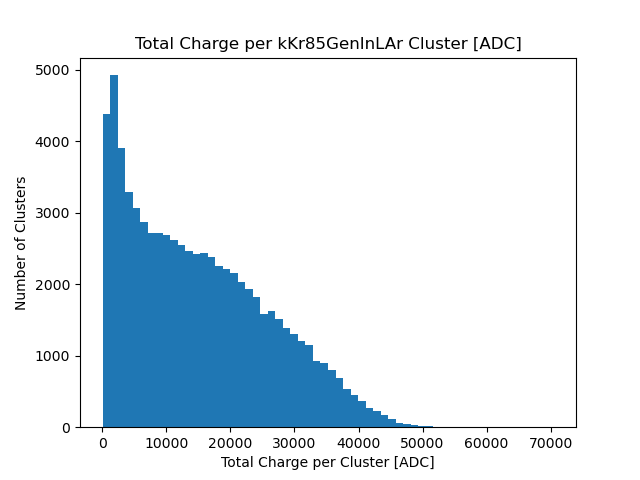 Total Charge per kKr85GenInLAr Cluster [ADC]
5000
4000
3000
2000
1000
0
Number of Clusters
0 10000 20000 30000 40000 50000 60000 70000
Total Charge per Cluster [ADC]